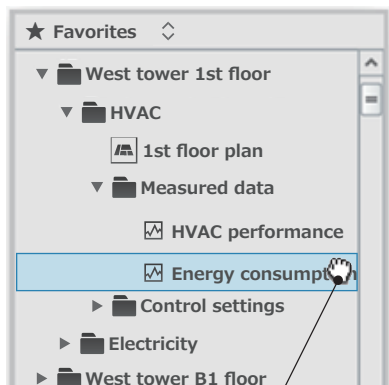 ★ Favorites
West tower 1st floor
HVAC
1st floor plan
Measured data
HVAC performance
Energy consumption
Control settings
Electricity
West tower B1 floor